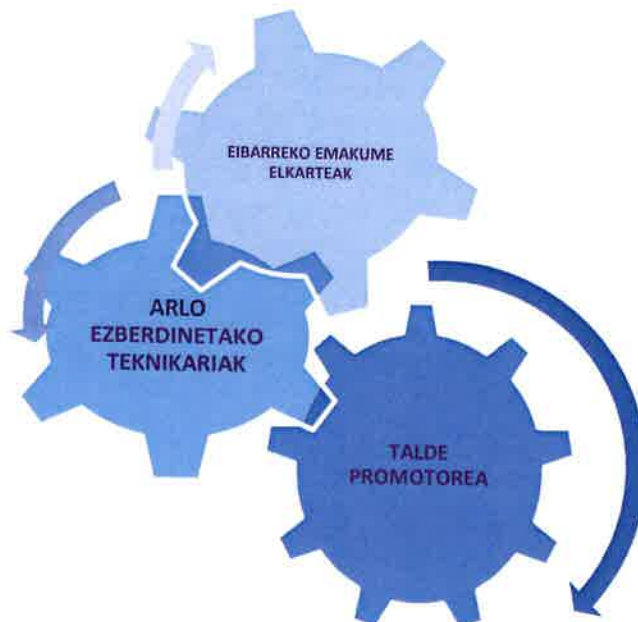 EIBARREKO EMAKUME
ELKARTEAK
ARLO
EZBERDINETAKO
TEKNIKARIAK
TALDE
PROMOTOREA